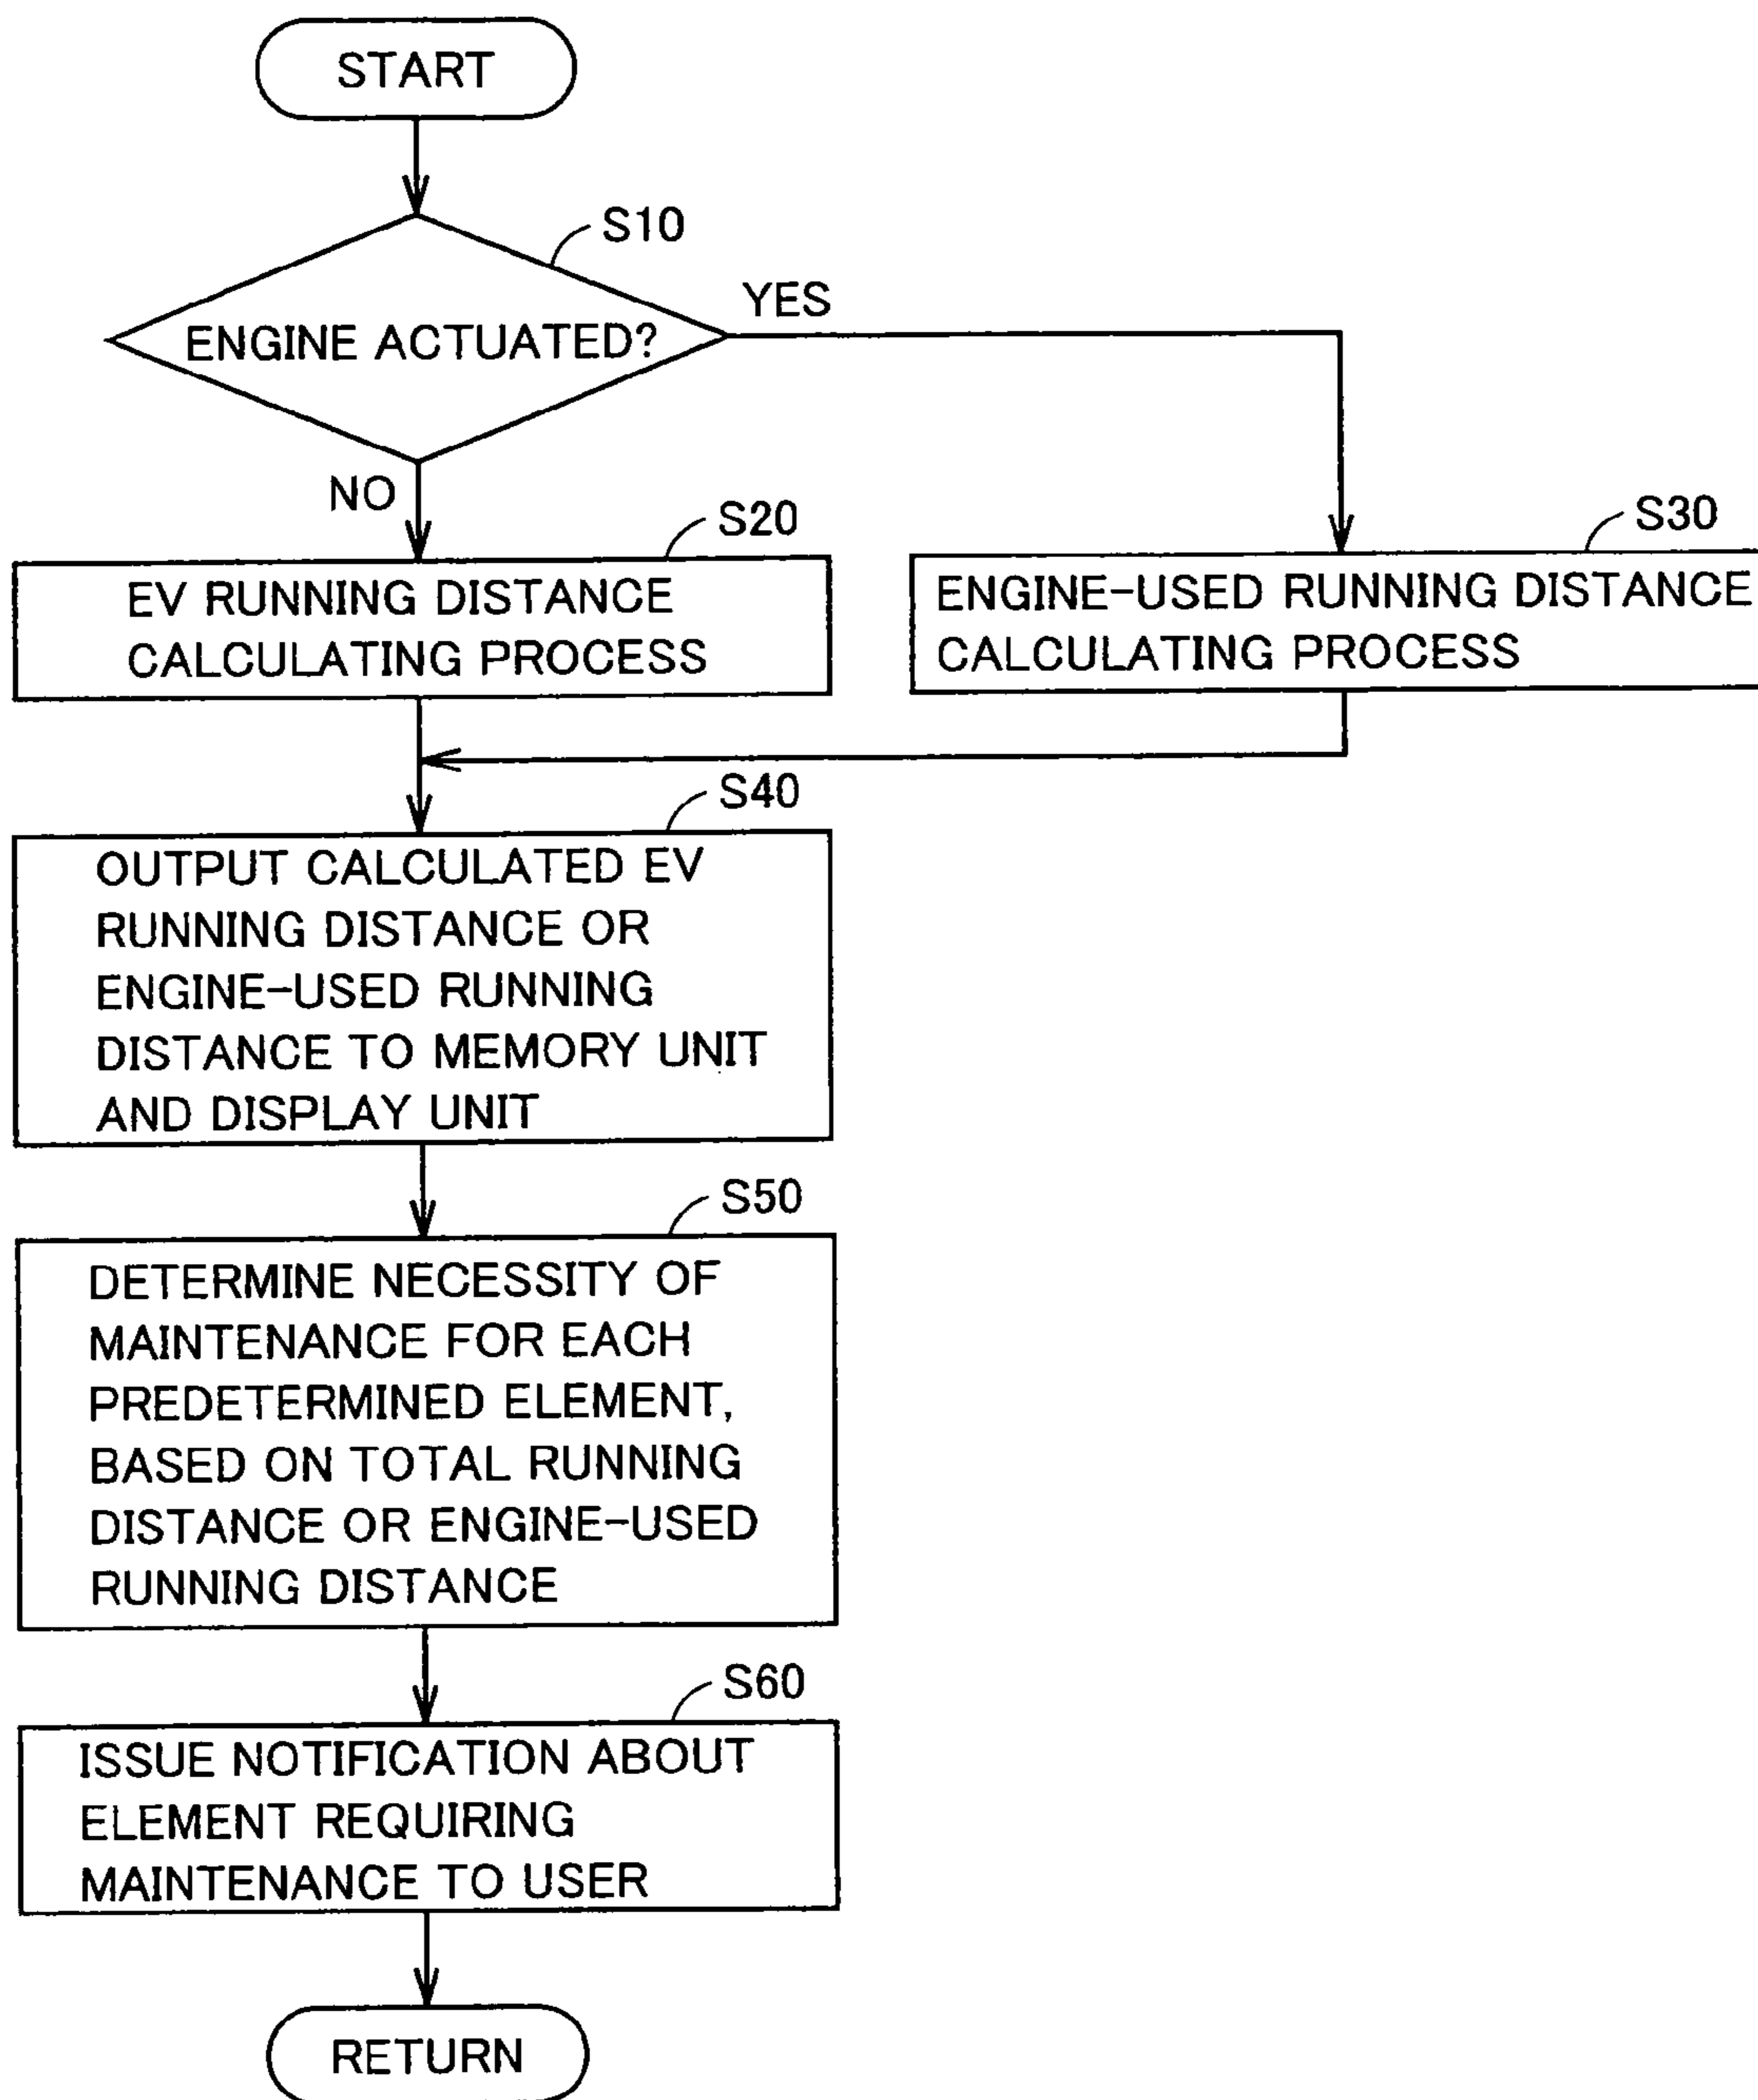 START
S10
YES
ENGINE ACTUATED?
NO
S20
EV RUNNING DISTANCE
CALCULATING PROCESS
S30
ENGINE-USED RUNNING DISTANCE
CALCULATING PROCESS
S40
OUTPUT CALCULATED EV
RUNNING DISTANCE OR
ENGINE-USED RUNNING
DISTANCE TO MEMORY UNIT
AND DISPLAY UNIT
S50
DETERMINE NECESSITY OF
MAINTENANCE FOR EACH
PREDETERMINED ELEMENT,
BASED ON TOTAL RUNNING
DISTANCE OR ENGINE-USED
RUNNING DISTANCE
S60
ISSUE NOTIFICATION ABOUT
ELEMENT REQUIRING
MAINTENANCE TO USER
RETURN